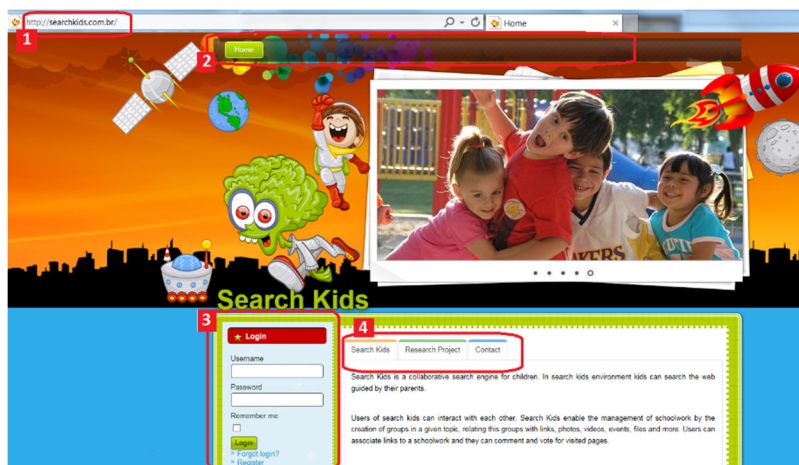 http://searchkids.com.br/
Home
1
2
Home
Search Kids
3
4
Login
Search Kids Research Project Contact
Username
Password
Remember me
Login
» Forgot login?
» Register
Search Kids is a collaborative search engine for children. In search kids environment kids can search the web
guided by their parents.
Users of search kids can interact with each other. Search Kids enable the management of schoolwork by the
creation of groups in a given topic, relating this groups with links, photos, videos, events, files and more. Users can
associate links to a schoolwork and they can comment and vote for visited pages.